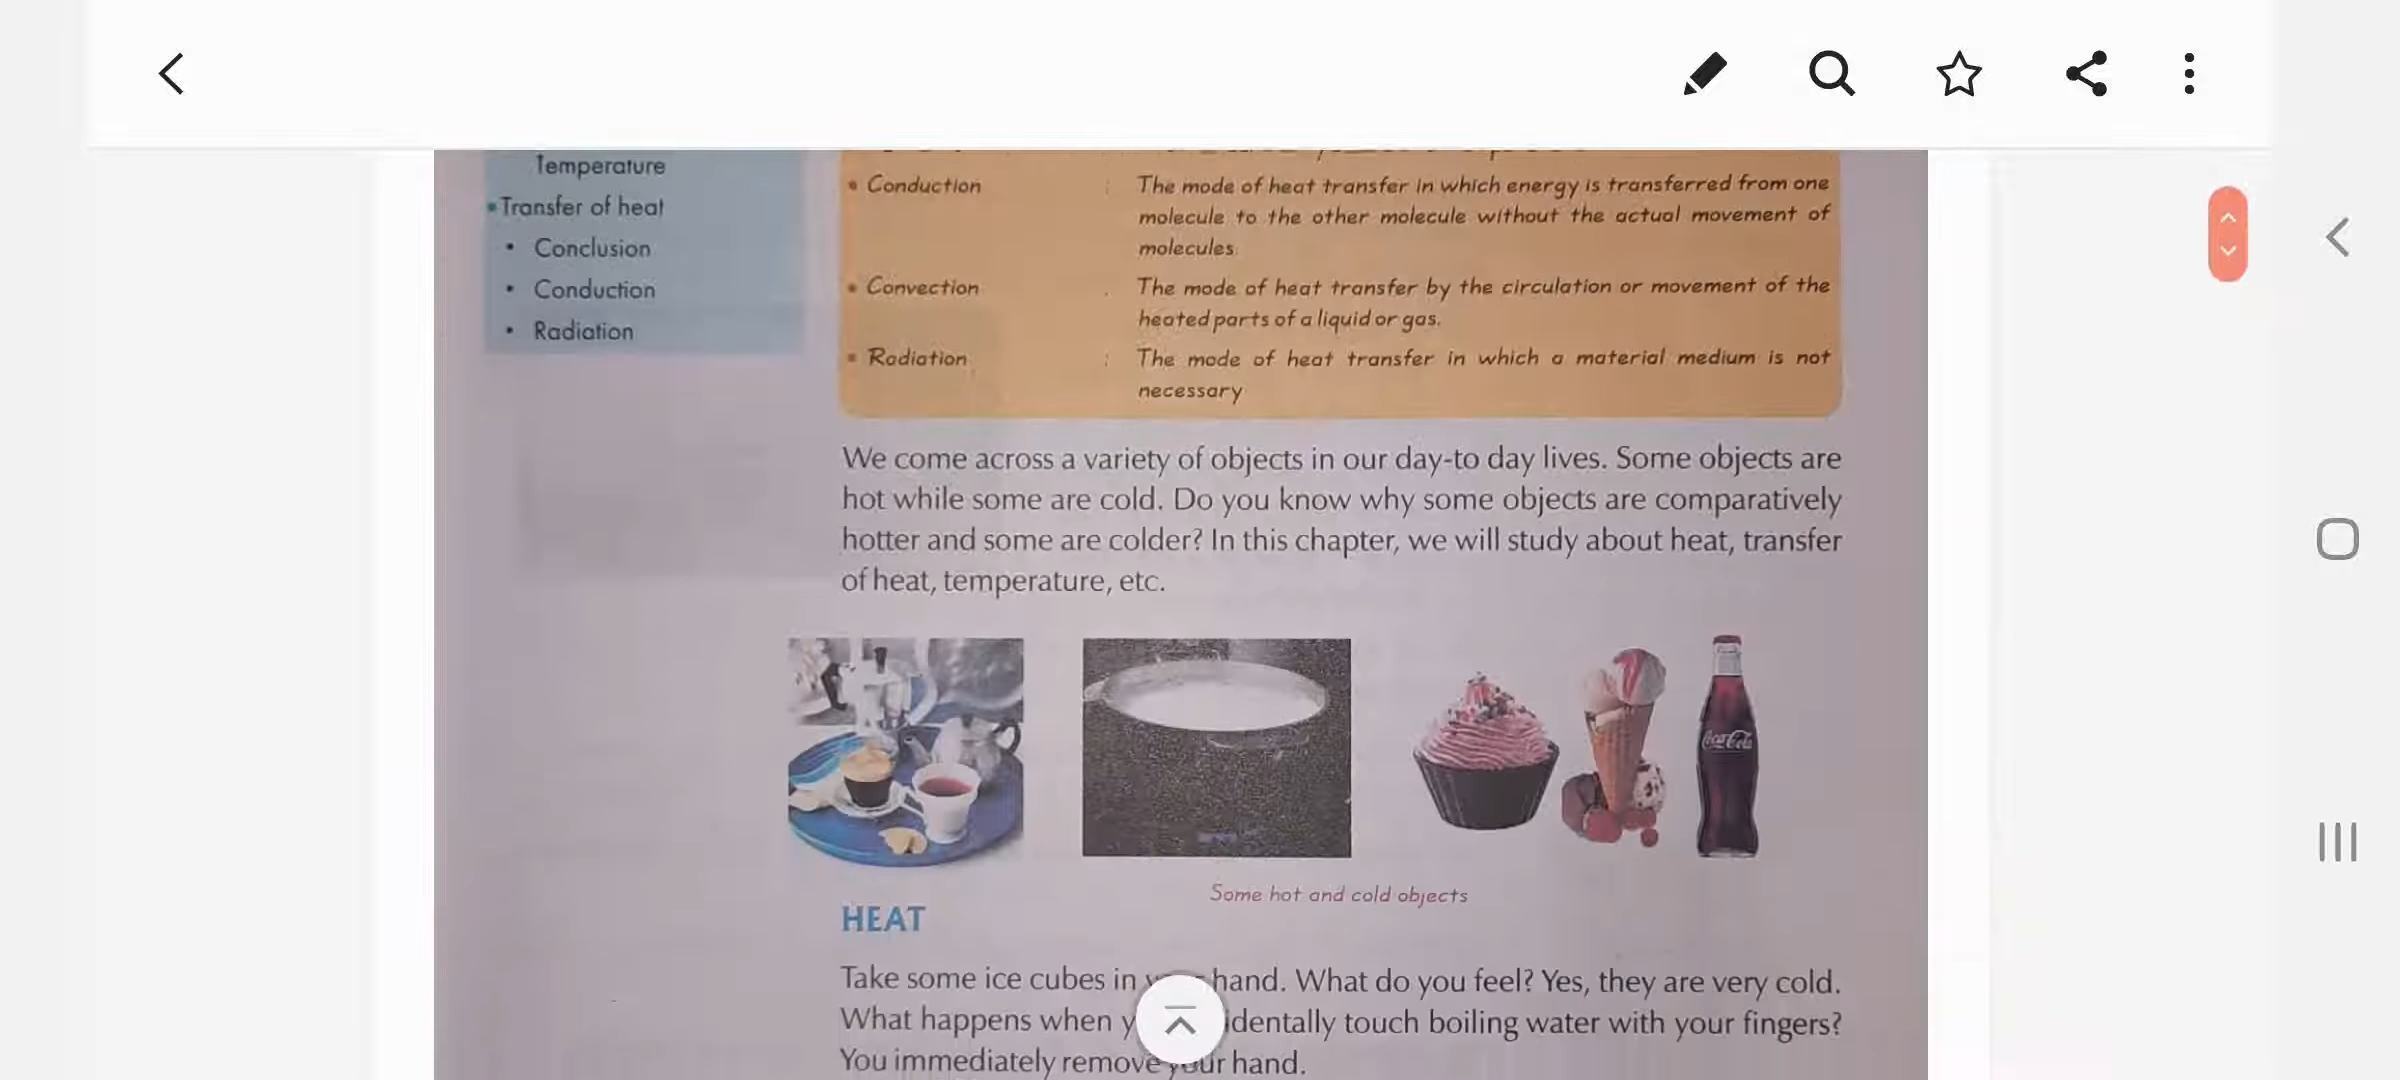 Temperature
•Transfer of heat
• Conclusion
• Conduction
• Radiation
• Conduction : The mode of heat transfer in which energy is transferred from one
molecule to the other molecule without the actual movement of
molecules
• Convection . The mode of heat transfer by the circulation or movement of the
heated parts of a liquid or gas.
• Radiation : The mode of heat transfer in which a material medium is not
necessary
We come across a variety of objects in our day-to day lives. Some objects are
hot while some are cold. Do you know why some objects are comparatively
hotter and some are colder? In this chapter, we will study about heat, transfer
of heat, temperature, etc.
Coca-Cola
Some hot and cold objects
HEAT
Take some ice cubes in hand. What do you feel? Yes, they are very cold.
What happens when touch boiling water with your fingers?
You immediately remove your hand.